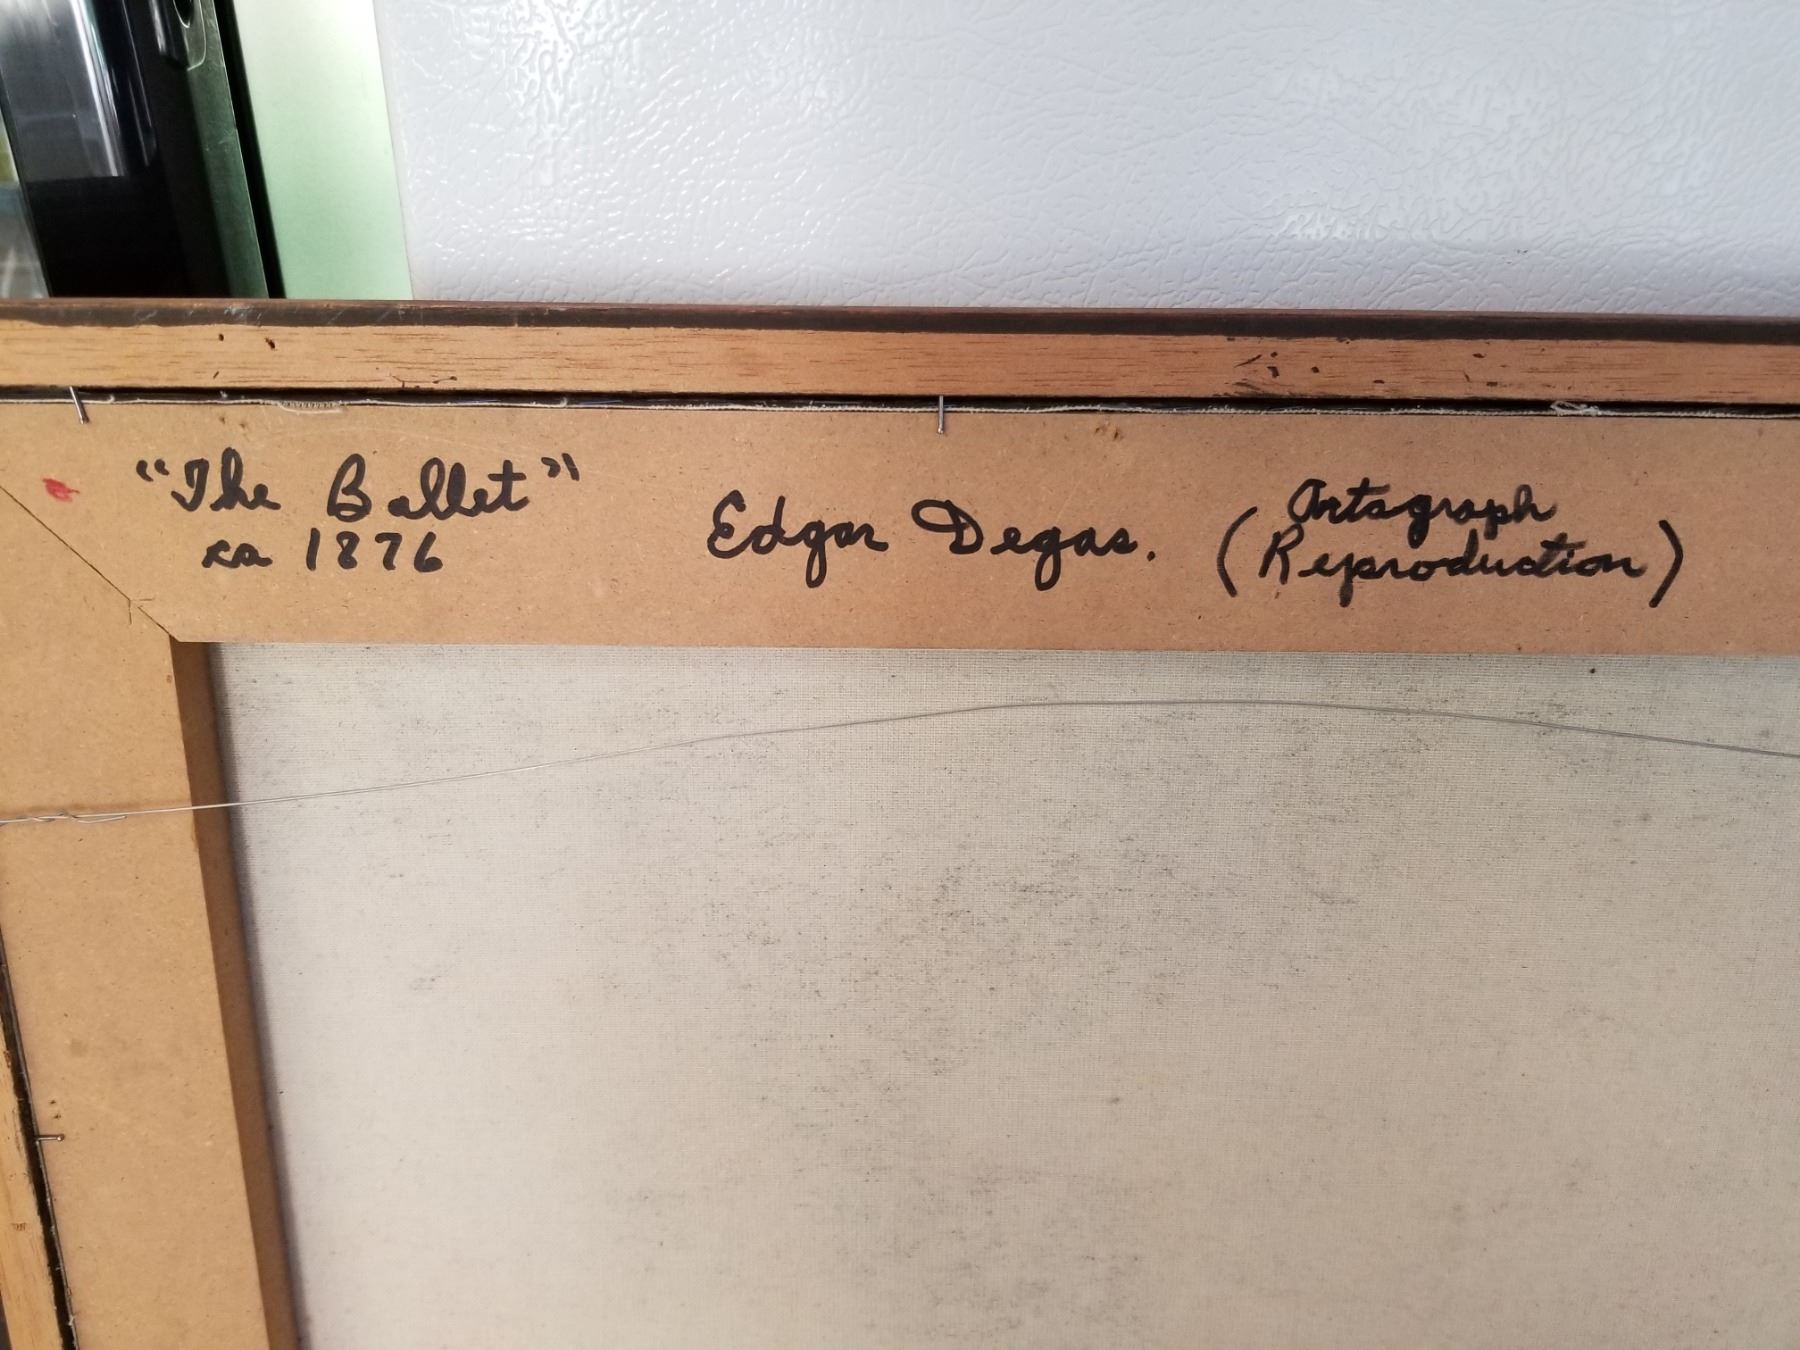 "The Ballet"
ca 1876
Edgar Degas.
(Artagraph
Reproduction)